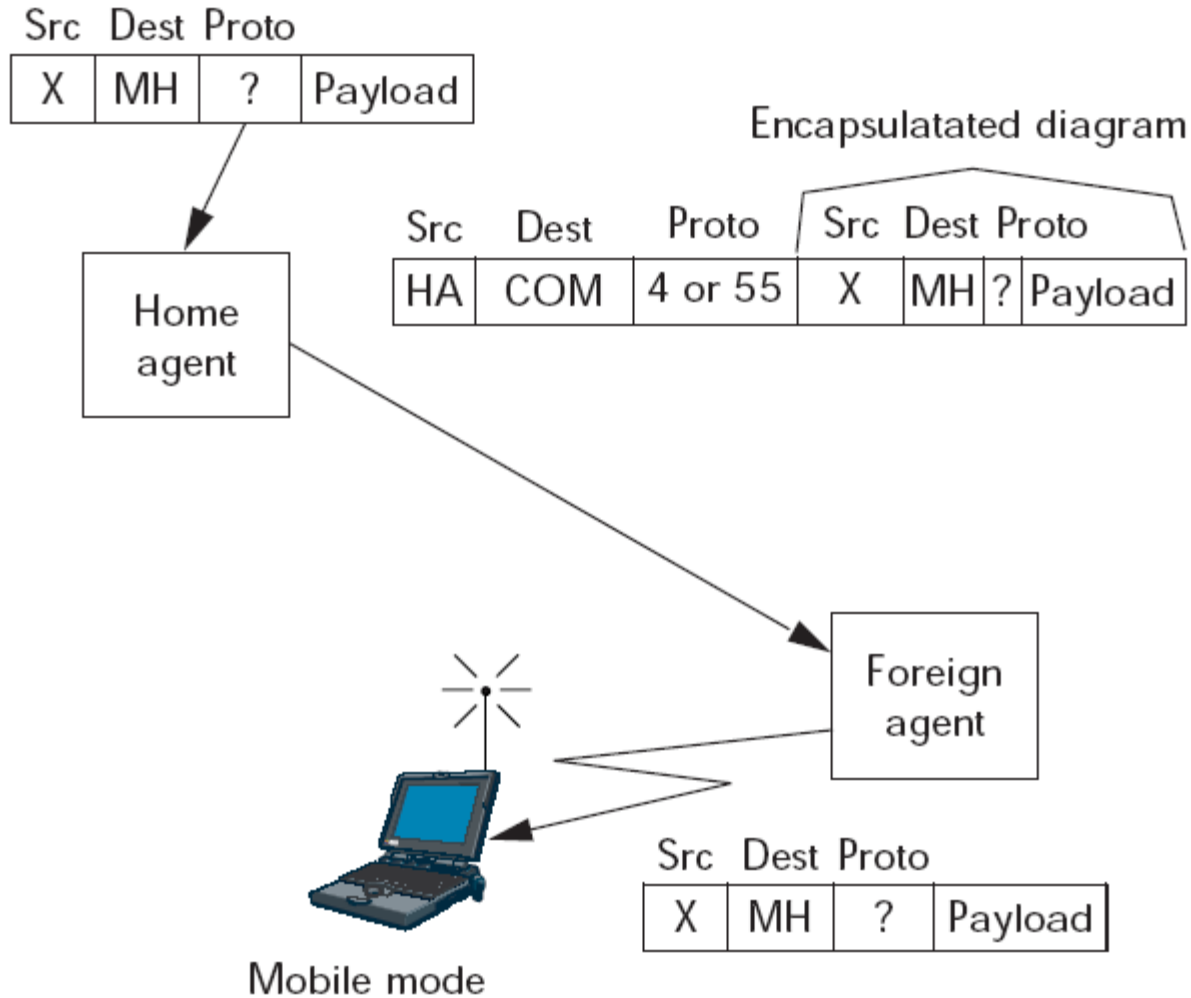 Src Dest Proto
X MH ? Payload
Encapsulatated diagram
Src Dest Proto Src Dest Proto
HA COM 4 or 55 X MH ? Payload
Home
agent
Foreign
agent
Src Dest Proto
X MH ? Payload
Mobile mode